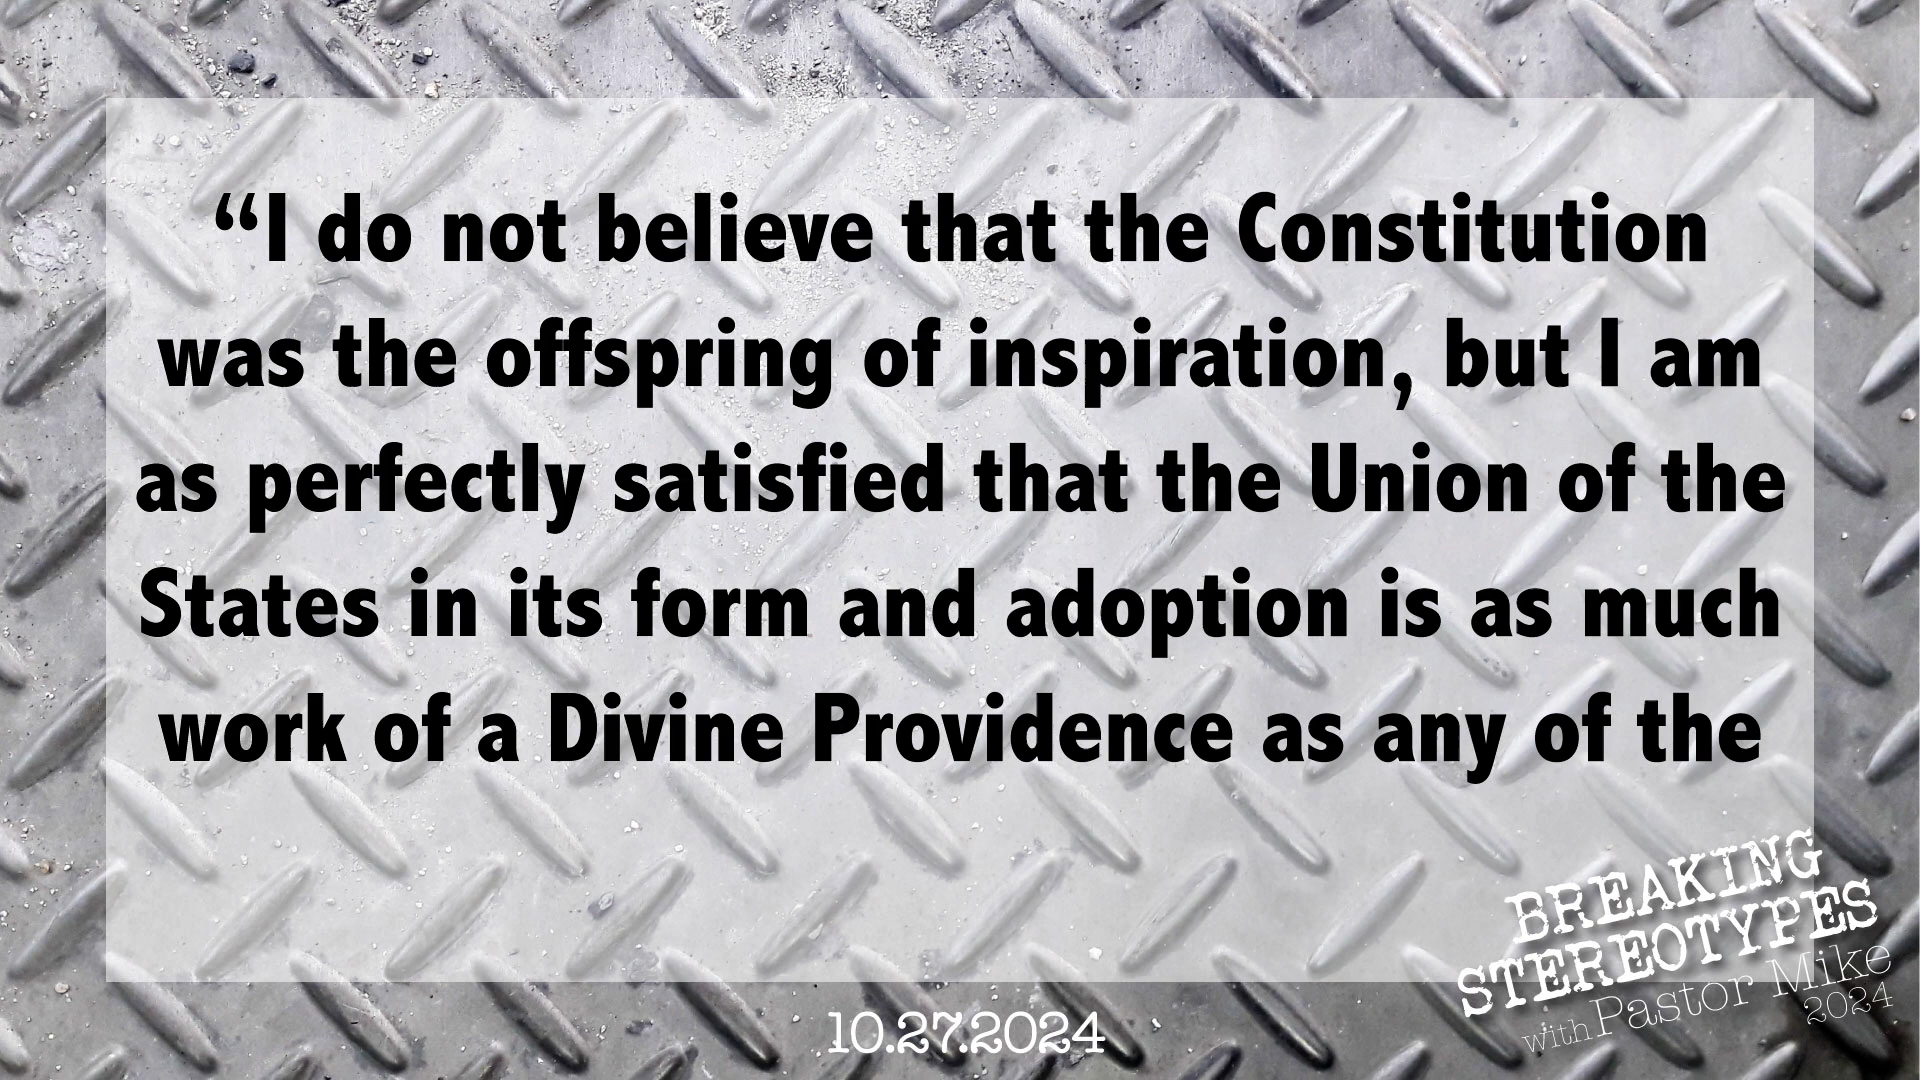 “I do not believe that the Constitution
was the offspring of inspiration, but I am
as perfectly satisfied that the Union of the
States in its form and adoption is as much
work of a Divine Providence as any of the
BREAKING
STEREOTYPES
with Pastor Mike
2024
10.27.2024